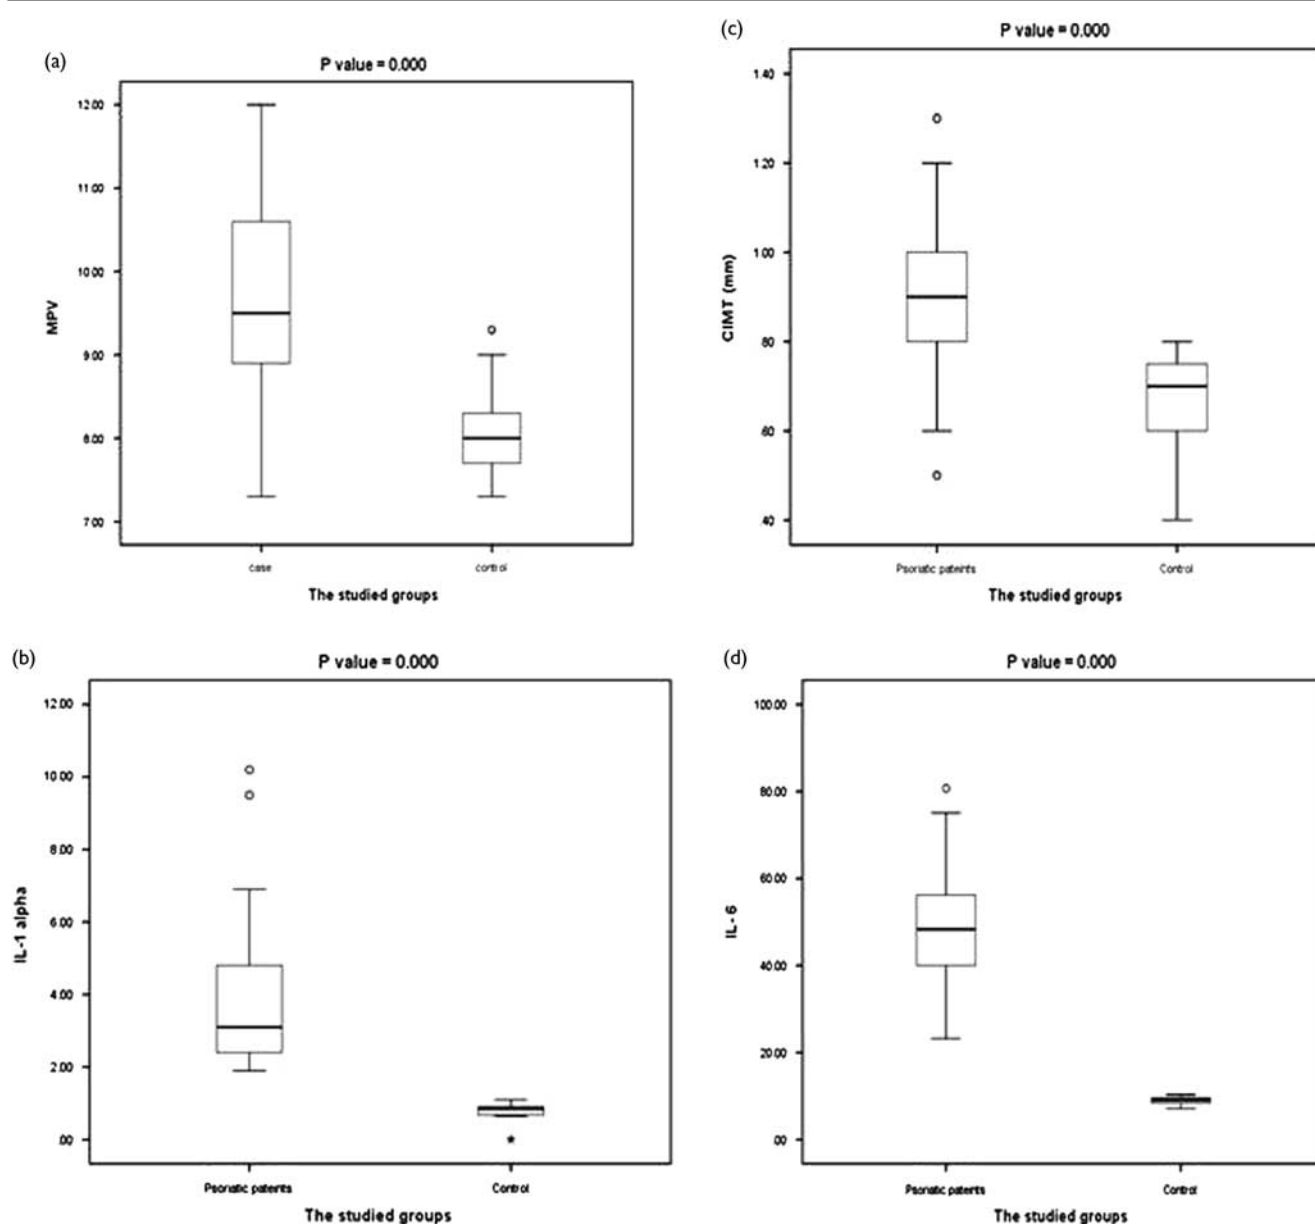 (a)
P value = 0.000
12.00
11.00
10.00
9.00
8.00
7.00
MPV
case
control
The studied groups
(c)
P value = 0.000
1.40
1.20
1.00
.80
.60
.40
CIMT (mm)
Psoriatic pateints
Control
The studied groups
(b)
P value = 0.000
12.00
10.00
8.00
6.00
4.00
2.00
.00
IL-1 alpha
Psoriatic pateints
Control
The studied groups
(d)
P value = 0.000
100.00
80.00
60.00
40.00
20.00
.00
IL- 6
Psoriatic pateints
Control
The studied groups